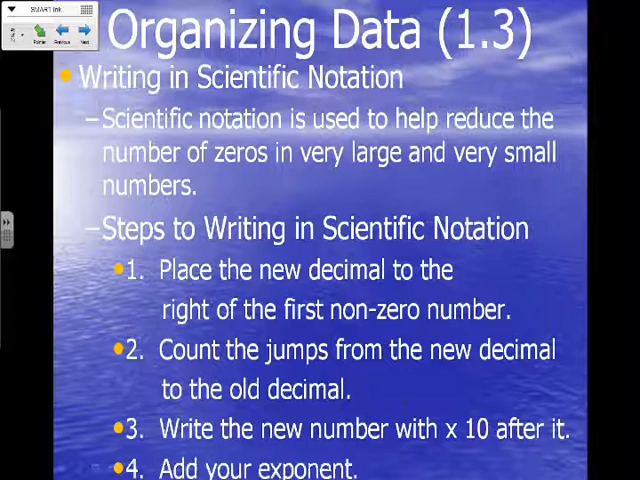 SMART Ink
Pointer Previous Next
Organizing Data (1.3)
Writing in Scientific Notation
–Scientific notation is used to help reduce the
number of zeros in very large and very small
numbers.
–Steps to Writing in Scientific Notation
1. Place the new decimal to the
right of the first non-zero number.
2. Count the jumps from the new decimal
to the old decimal.
3. Write the new number with x 10 after it.
4. Add your exponent.